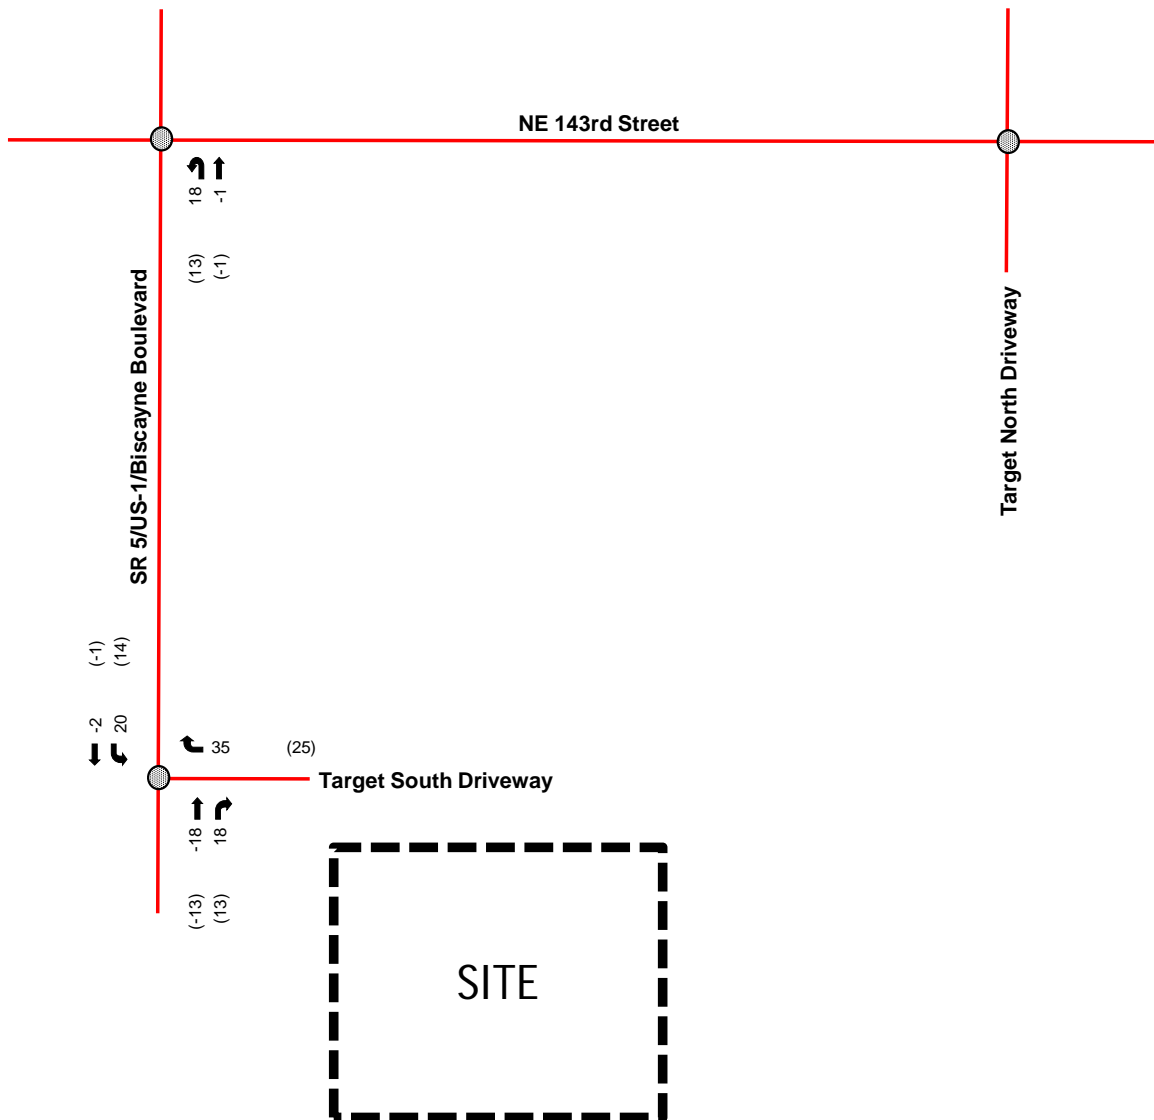 NE 143rd Street
18
-1
(13)
(-1)
SR 5/US-1/Biscayne Boulevard
Target North Driveway
(-1)
(14)
-2
20
35 (25)
Target South Driveway
-18
18
(-13)
(13)
SITE